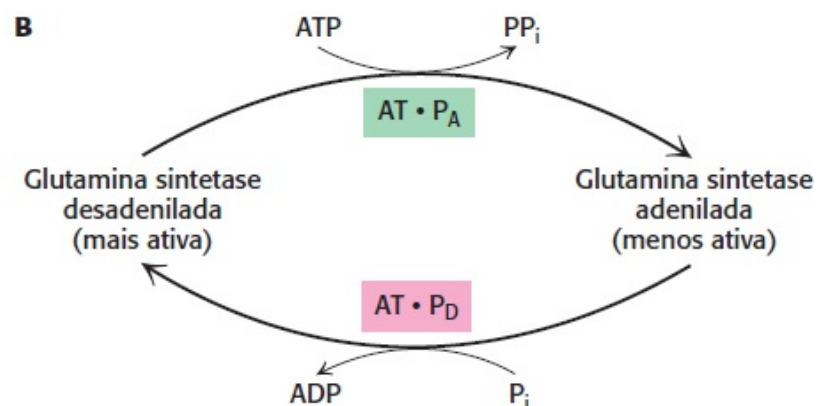 B
ATP PPi
AT • PA
Glutamina sintetase
desadenilada
(mais ativa)
Glutamina sintetase
adenilada
(menos ativa)
AT • PD
ADP Pi